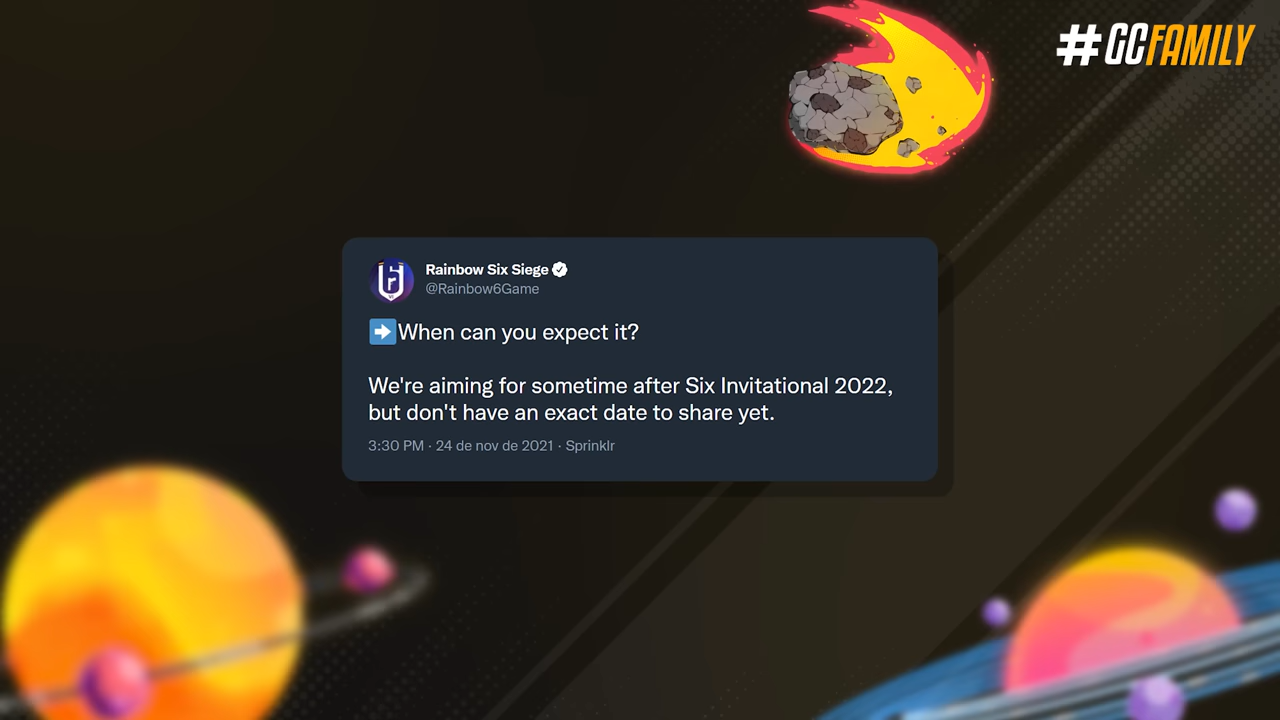 #GCFAMILY
Rainbow Six Siege
@Rainbow6Game
➡️When can you expect it?
We're aiming for sometime after Six Invitational 2022,
but don't have an exact date to share yet.
3:30 PM · 24 de nov de 2021 · Sprinklr